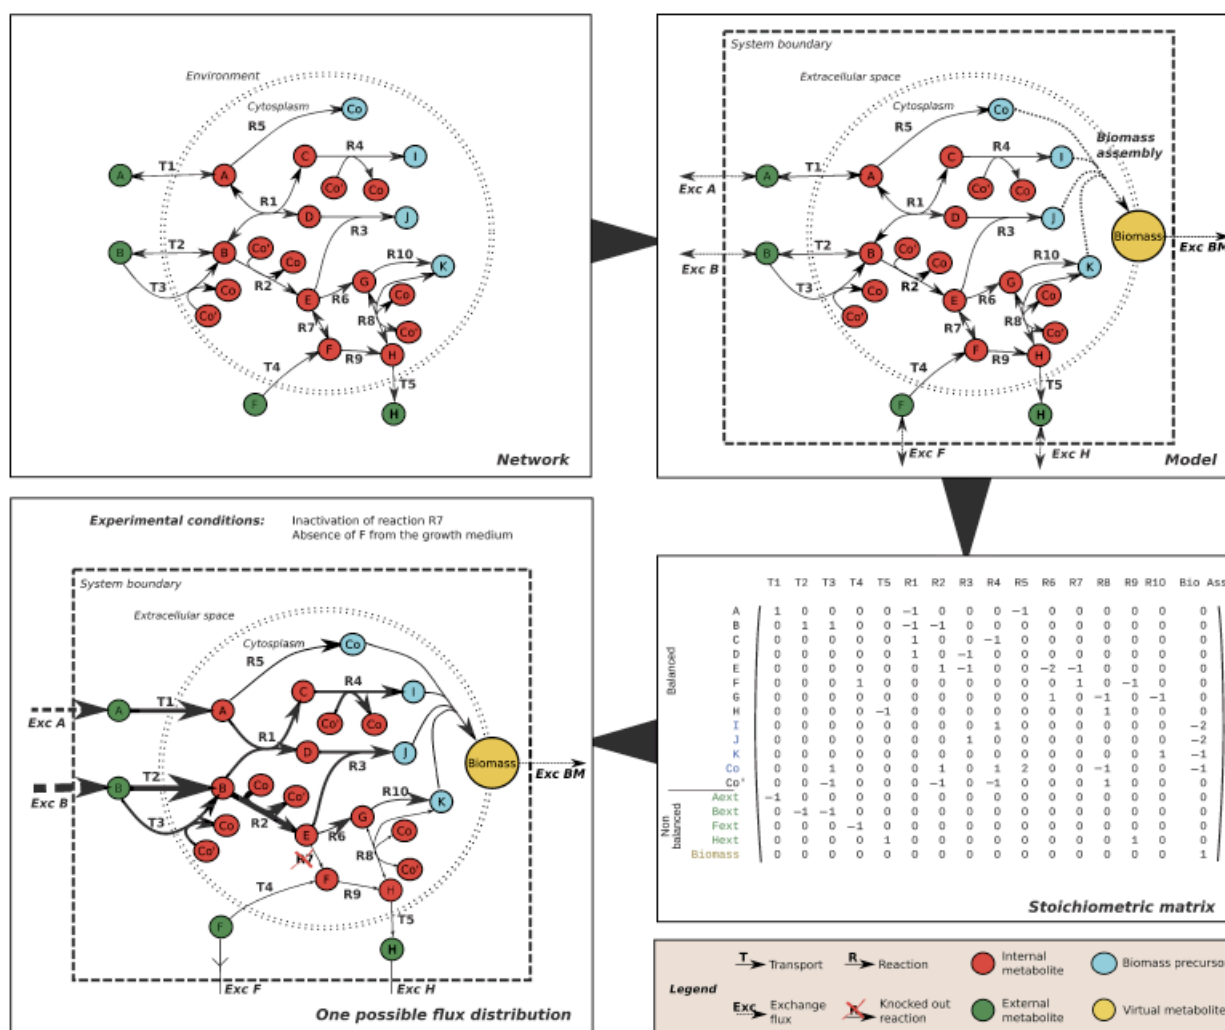 Environment
Cytoplasm
Co
R5
C
R4
I
A
T1
A
Co'
Co
R1
D
R3
J
B
T2
B
Co'
Co
R10
K
T3
Co
R2
G
Co'
E
R6
Co
R7
R8
Co'
F
R9
H
T4
T5
F
H
Network
System boundary
Extracellular space
Cytoplasm
Co
R5
Biomass
assembly
C
R4
I
A
T1
A
Co'
Co
Exc A
R1
D
R3
J
Biomass
Exc BM
B
T2
B
Co'
Co
R10
K
Exc B
T3
Co
R2
G
Co'
E
R6
Co
R7
R8
Co'
F
R9
H
T4
T5
F
H
Exc F
Exc H
Model
Experimental conditions:
Inactivation of reaction R7
Absence of F from the growth medium
System boundary
Extracellular space
Cytoplasm
Co
R5
C
R4
I
Exc A
A
T1
A
Co'
Co
R1
D
R3
J
Biomass
Exc BM
Exc B
B
T2
B
Co
Co'
R10
K
T3
Co
R2
G
Co'
E
R6
Co
R7
R8
Co'
F
R9
H
T4
T5
F
H
Exc F
Exc H
One possible flux distribution
T1 T2 T3 T4 T5 R1 R2 R3 R4 R5 R6 R7 R8 R9 R10 Bio Ass
Balanced
A 1 0 0 0 0 −1 0 0 0 −1 0 0 0 0 0 0
B 0 1 1 0 0 −1 −1 0 0 0 0 0 0 0 0 0
C 0 0 0 0 0 1 0 0 −1 0 0 0 0 0 0 0
D 0 0 0 0 0 1 0 −1 0 0 0 0 0 0 0 0
E 0 0 0 0 0 0 1 −1 0 0 −2 −1 0 0 0 0
F 0 0 0 1 0 0 0 0 0 0 0 1 0 −1 0 0
G 0 0 0 0 0 0 0 0 0 0 1 0 −1 0 −1 0
H 0 0 0 0 −1 0 0 0 0 0 0 0 1 0 0 0
I 0 0 0 0 0 0 0 0 1 0 0 0 0 0 0 −2
J 0 0 0 0 0 0 0 1 0 0 0 0 0 0 0 −2
K 0 0 0 0 0 0 0 0 0 0 0 0 0 0 1 −1
Co 0 0 1 0 0 0 1 0 1 2 0 0 −1 0 0 −1
Co' 0 0 −1 0 0 0 −1 0 −1 0 0 0 1 0 0 0
Non
balanced
Aext −1 0 0 0 0 0 0 0 0 0 0 0 0 0 0 0
Bext 0 −1 −1 0 0 0 0 0 0 0 0 0 0 0 0 0
Fext 0 0 0 −1 0 0 0 0 0 0 0 0 0 0 0 0
Hext 0 0 0 0 1 0 0 0 0 0 0 0 0 1 0 0
Biomass 0 0 0 0 0 0 0 0 0 0 0 0 0 0 0 1
Stoichiometric matrix
Legend
T Transport
R Reaction
Internal
metabolite
Biomass precurso
Exc Exchange
flux
R Knocked out
reaction
External
metabolite
Virtual metabolite